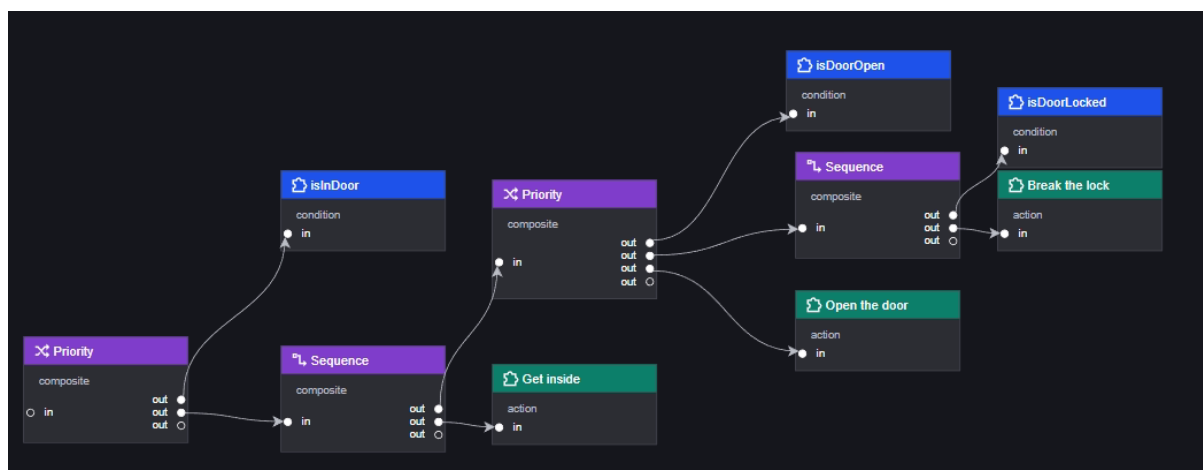 isDoorOpen
condition
in
isDoorLocked
condition
in
isInDoor
condition
in
Priority
composite
in
out
out
out
out
Sequence
composite
in
out
out
out
Break the lock
action
in
Open the door
action
in
Priority
composite
in
out
out
out
Sequence
composite
in
out
out
out
Get inside
action
in